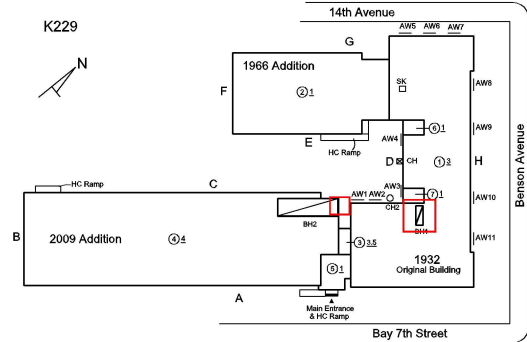 14th Avenue
K229
AW5 AW6 AW7
G
N
1966 Addition
SK
AW8
F
② 1
⑥ 1
AW9
E
AW4
HC Ramp
D
CH
① 3
H
Benson Avenue
HC Ramp
C
AW3
⑦ 1
AW1 AW2
CH2
AW10
BH2
BH1
B
2009 Addition
④ 4
③ 3.5
AW11
1932
Original Building
⑤ 1
A
Main Entrance
& HC Ramp
Bay 7th Street